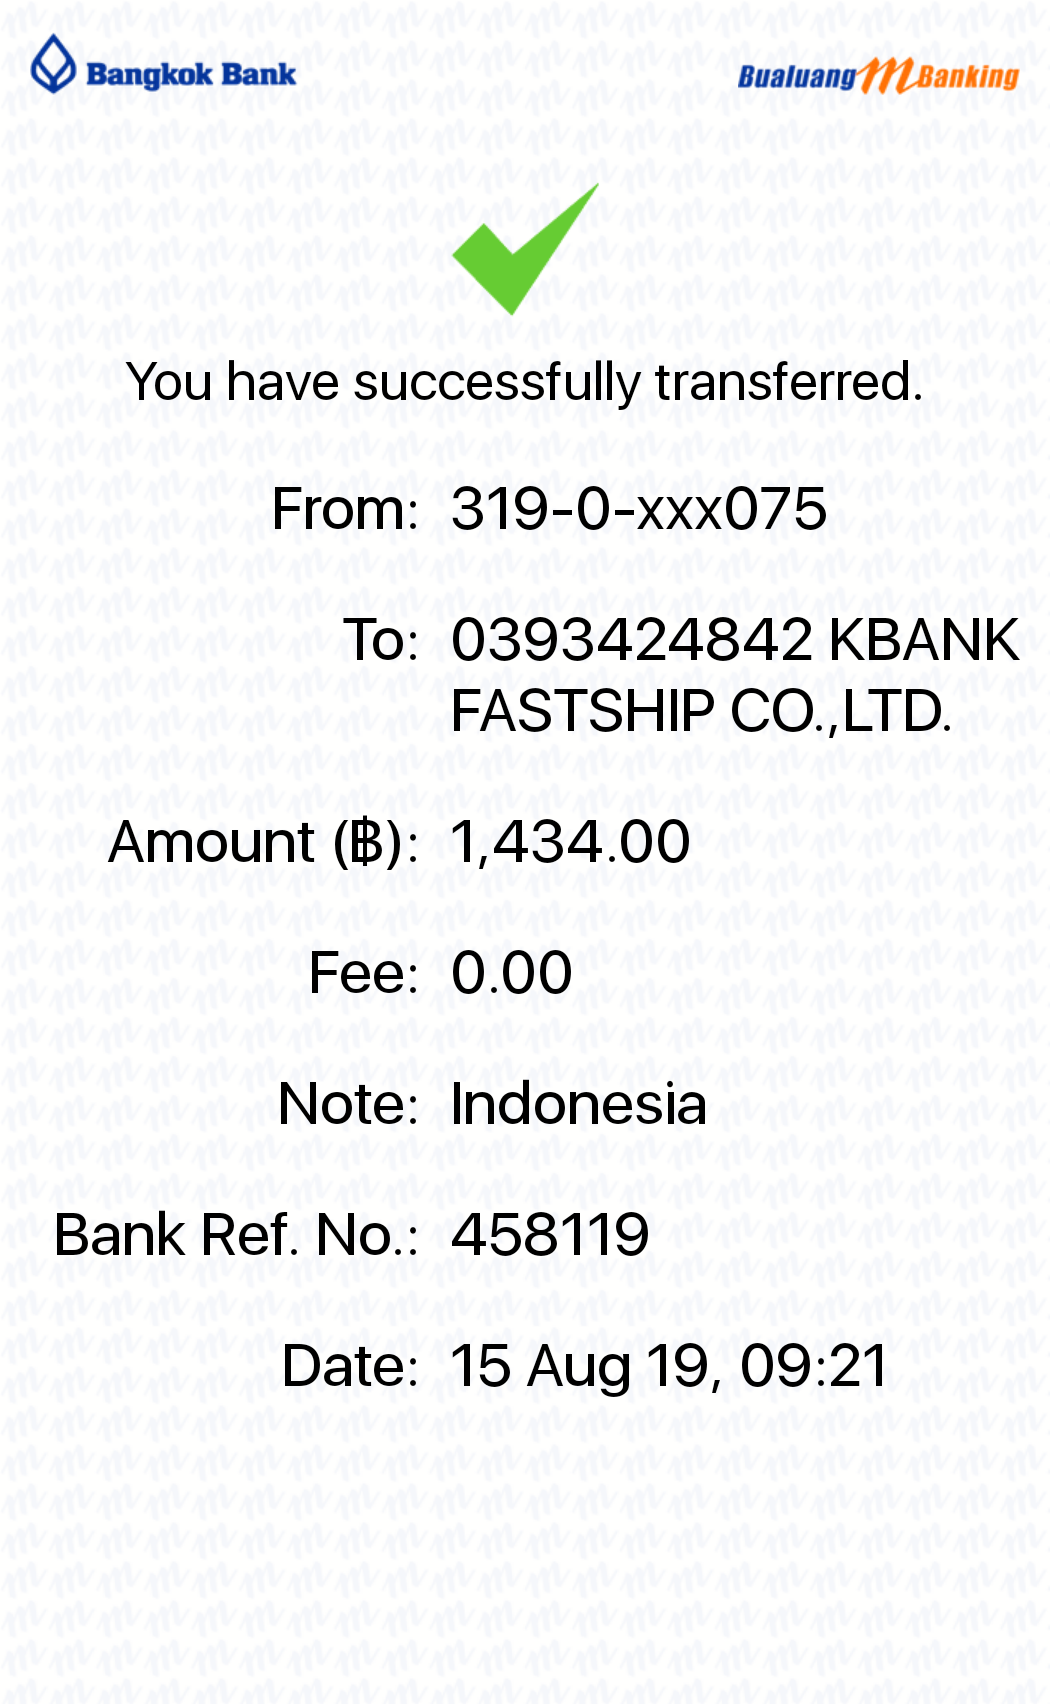 Bangkok Bank
Bualuang mBanking
You have successfully transferred.
From: 319-0-xxx075
To: 0393424842 KBANK
FASTSHIP CO.,LTD.
Amount (฿): 1,434.00
Fee: 0.00
Note: Indonesia
Bank Ref. No.: 458119
Date: 15 Aug 19, 09:21